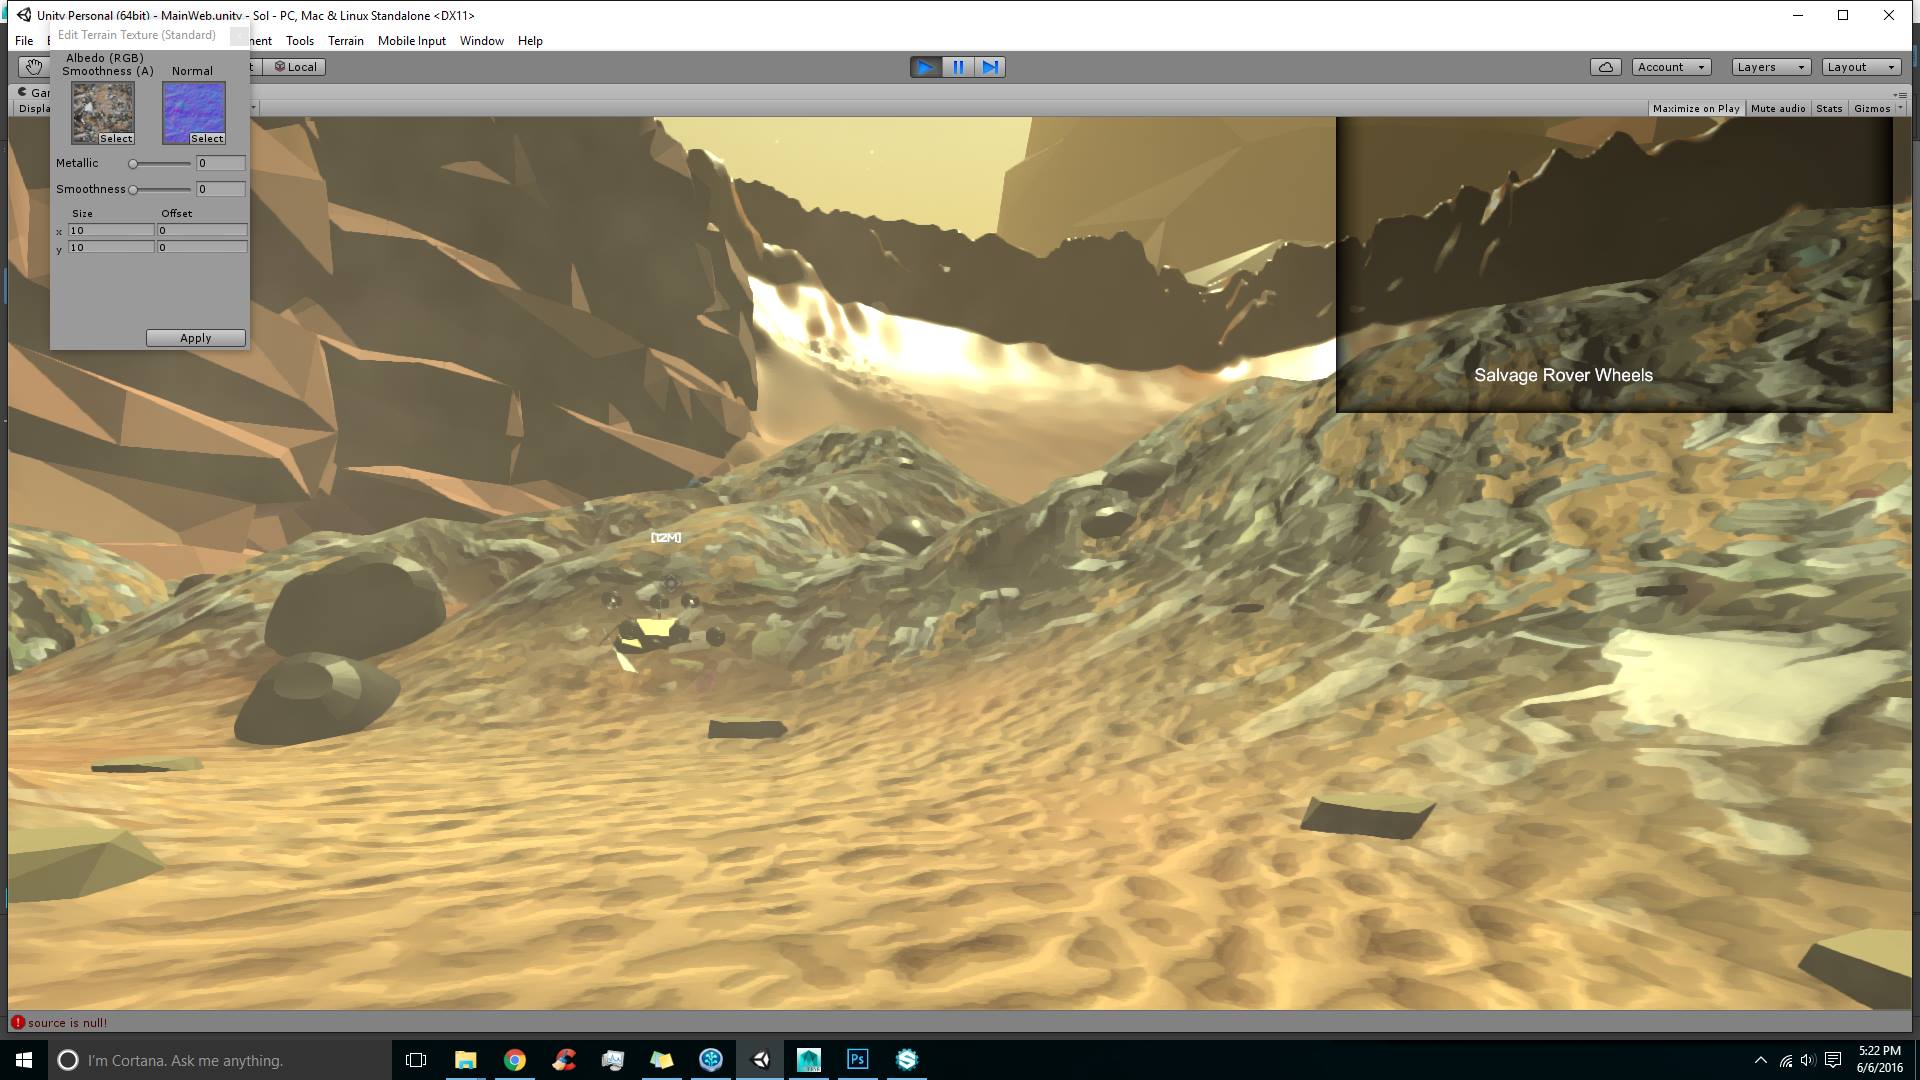 Unity Personal (64bit) - MainWeb.unity - Sol - PC, Mac & Linux Standalone <DX11>
Edit Terrain Texture (Standard)
File
Tools Terrain Mobile Input Window Help
Albedo (RGB)
Smoothness (A) Normal
Local
Account Layers Layout
Maximize on Play Mute audio Stats Gizmos
Select Select
Metallic 0
Smoothness 0
Size Offset
x 10 0
y 10 0
Apply
Salvage Rover Wheels
[12M]
source is null!
I'm Cortana. Ask me anything.
Ps
5:22 PM
6/6/2016